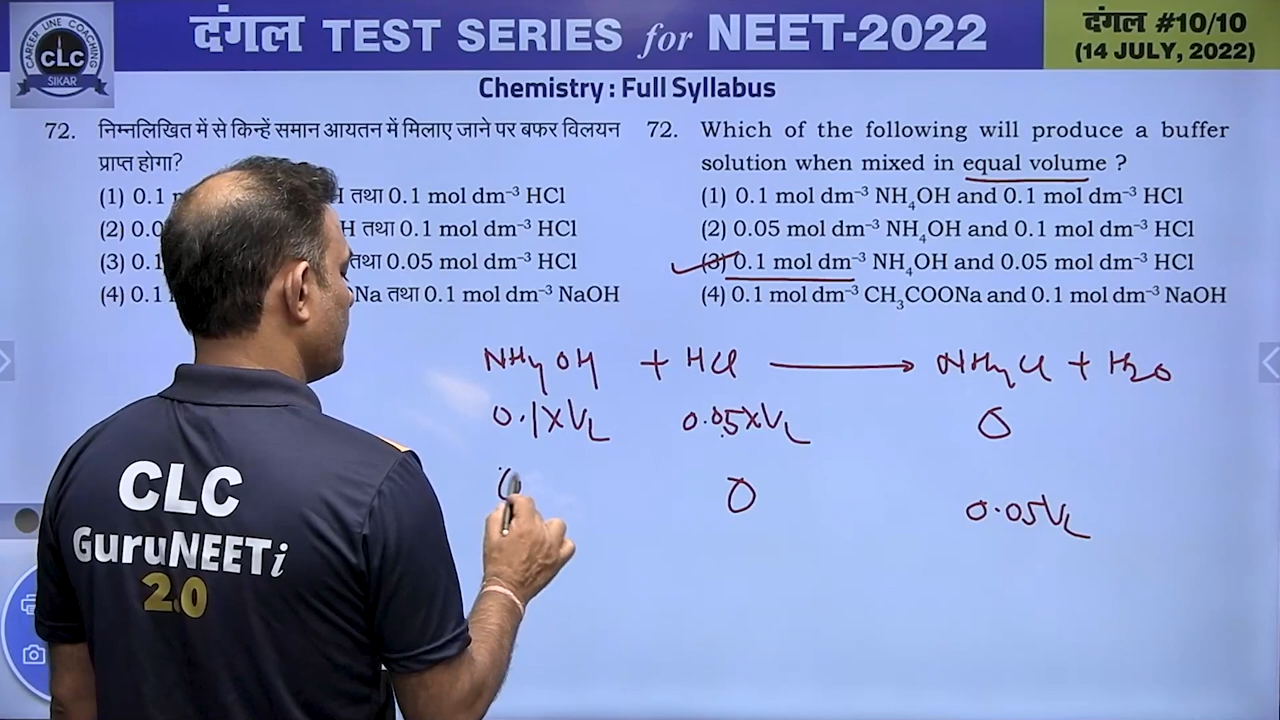 CAREER LINE COACHING
CLC
SIKAR
दंगल TEST SERIES for NEET-2022
दंगल #10/10
(14 JULY, 2022)
Chemistry : Full Syllabus
72. निम्नलिखित में से किन्हें समान आयतन में मिलाए जाने पर बफर विलयन
प्राप्त होगा?
(1) 0.1 तथा 0.1 mol dm⁻³ HCl
(2) 0.0 H तथा 0.1 mol dm⁻³ HCl
(3) 0.1 तथा 0.05 mol dm⁻³ HCl
(4) 0.1 Na तथा 0.1 mol dm⁻³ NaOH
72. Which of the following will produce a buffer
solution when mixed in equal volume ?
(1) 0.1 mol dm⁻³ NH₄OH and 0.1 mol dm⁻³ HCl
(2) 0.05 mol dm⁻³ NH₄OH and 0.1 mol dm⁻³ HCl
(3) 0.1 mol dm⁻³ NH₄OH and 0.05 mol dm⁻³ HCl
(4) 0.1 mol dm⁻³ CH₃COONa and 0.1 mol dm⁻³ NaOH
NH₄OH + HCl → NH₄Cl + H₂O
0.1×V_L 0.05×V_L 0
0 0.05V_L
CLC
GuruNEETi
2.0